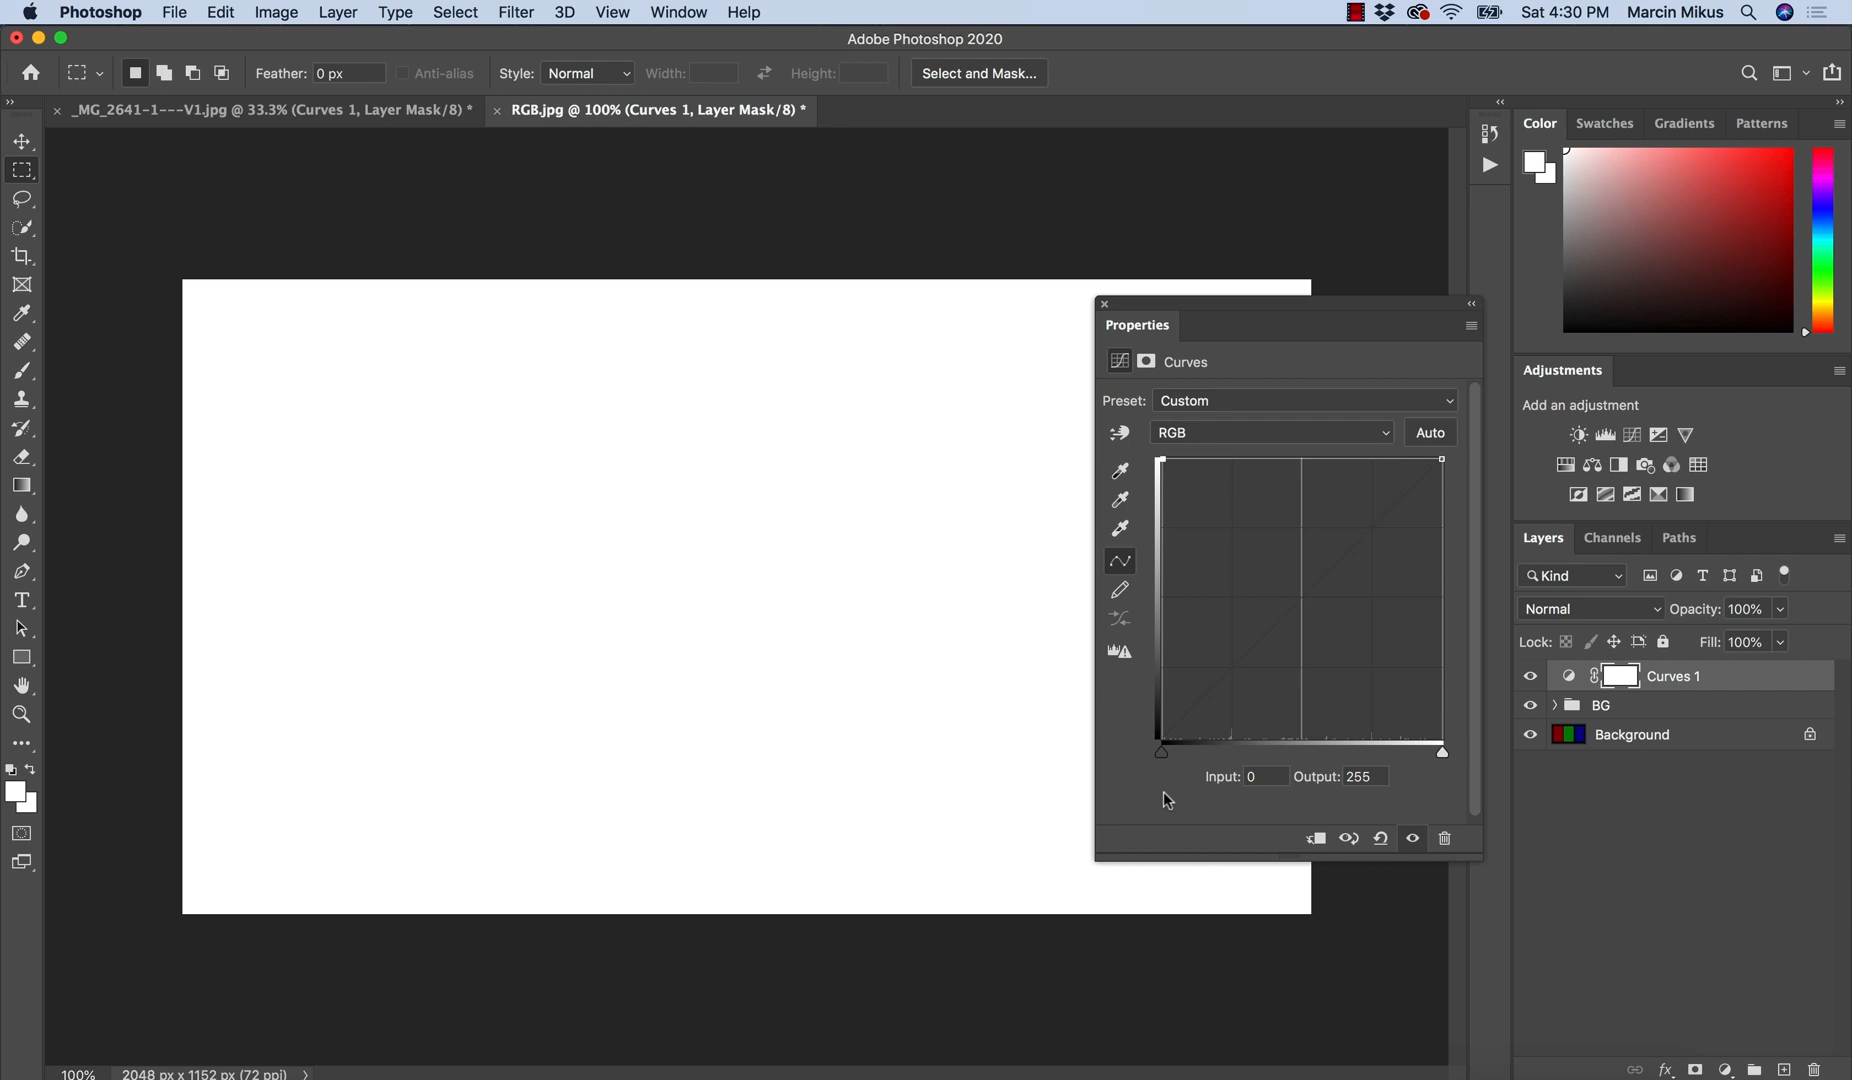 Photoshop File Edit Image Layer Type Select Filter 3D View Window Help Sat 4:30 PM Marcin Mikus
Adobe Photoshop 2020
Feather: 0 px Anti-alias Style: Normal Width: Height: Select and Mask...
_MG_2641-1---V1.jpg @ 33.3% (Curves 1, Layer Mask/8) * RGB.jpg @ 100% (Curves 1, Layer Mask/8) *
Color Swatches Gradients Patterns
Properties
Curves
Preset: Custom
RGB Auto
Input: 0 Output: 255
Adjustments
Add an adjustment
Layers Channels Paths
Kind
Normal Opacity: 100%
Lock: Fill: 100%
Curves 1
BG
Background
100% 2048 px x 1152 px (72 ppi)